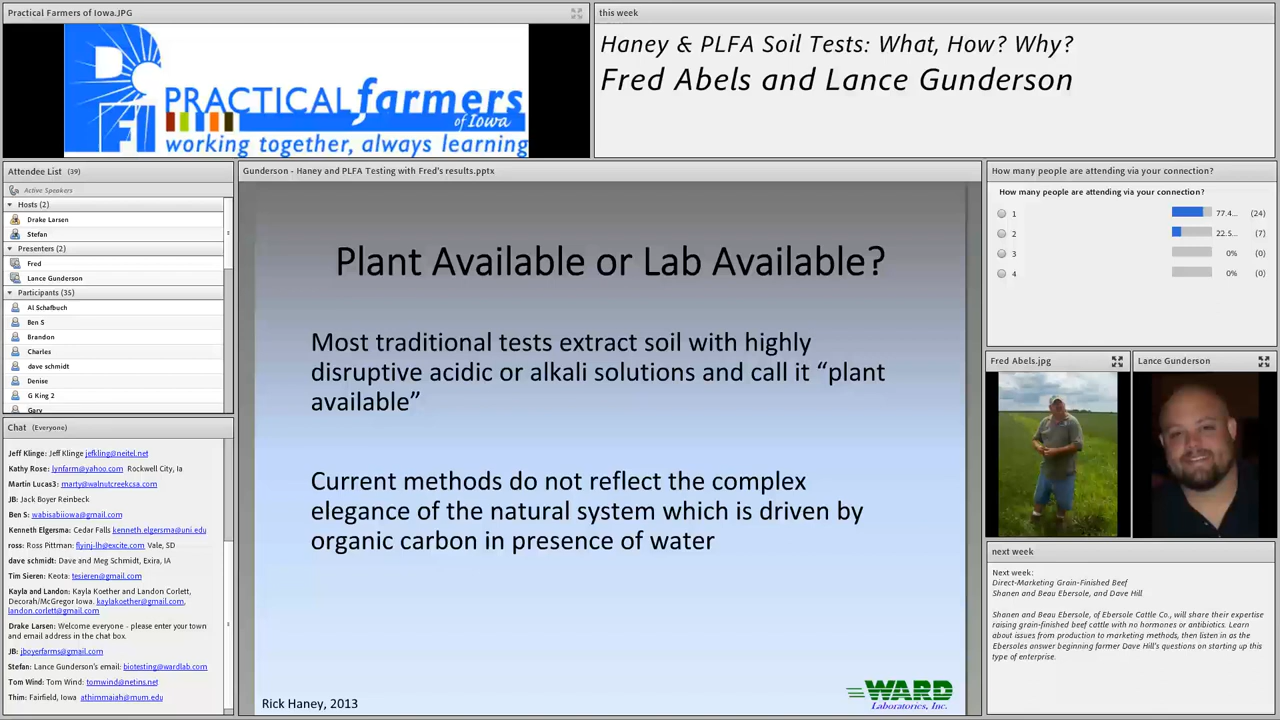 Practical Farmers of Iowa.JPG
PRACTICAL farmers
of Iowa
working together, always learning
PFI
this week
Haney & PLFA Soil Tests: What, How? Why?
Fred Abels and Lance Gunderson
Attendee List (39)
Active Speakers
Hosts (2)
Drake Larsen
Stefan
Presenters (2)
Fred
Lance Gunderson
Participants (35)
Al Schafbuch
Ben S
Brandon
Charles
dave schmidt
Denise
G King 2
Gary
Chat (Everyone)
Jeff Klinge: Jeff Klinge jefkling@neitel.net
Kathy Rose: lynfarm@yahoo.com Rockwell City, Ia
Martin Lucas3: marty@walnutcreekcsa.com
JB: Jack Boyer Reinbeck
Ben S: wabisabiiowa@gmail.com
Kenneth Elgersma: Cedar Falls kenneth.elgersma@uni.edu
ross: Ross Pittman: flyinj-lh@excite.com Vale, SD
dave schmidt: Dave and Meg Schmidt, Exira, IA
Tim Sieren: Keota: tesieren@gmail.com
Kayla and Landon: Kayla Koether and Landon Corlett,
Decorah/McGregor Iowa. kaylakoether@gmail.com,
landon.corlett@gmail.com
Drake Larsen: Welcome everyone - please enter your town
and email address in the chat box.
JB: jboyerfarms@gmail.com
Stefan: Lance Gunderson's email: biotesting@wardlab.com
Tom Wind: Tom Wind: tomwind@netins.net
Thim: Fairfield, Iowa athimmaiah@mum.edu
Gunderson - Haney and PLFA Testing with Fred's results.pptx
Plant Available or Lab Available?
Most traditional tests extract soil with highly
disruptive acidic or alkali solutions and call it “plant
available”
Current methods do not reflect the complex
elegance of the natural system which is driven by
organic carbon in presence of water
Rick Haney, 2013
WARD
Laboratories, Inc.
How many people are attending via your connection?
How many people are attending via your connection?
1 77.4... (24)
2 22.5... (7)
3 0% (0)
4 0% (0)
Fred Abels.jpg
Lance Gunderson
next week
Next week:
Direct-Marketing Grain-Finished Beef
Shanen and Beau Ebersole, and Dave Hill
Shanen and Beau Ebersole, of Ebersole Cattle Co., will share their expertise
raising grain-finished beef cattle with no hormones or antibiotics. Learn
about issues from production to marketing methods, then listen in as the
Ebersoles answer beginning farmer Dave Hill's questions on starting up this
type of enterprise.